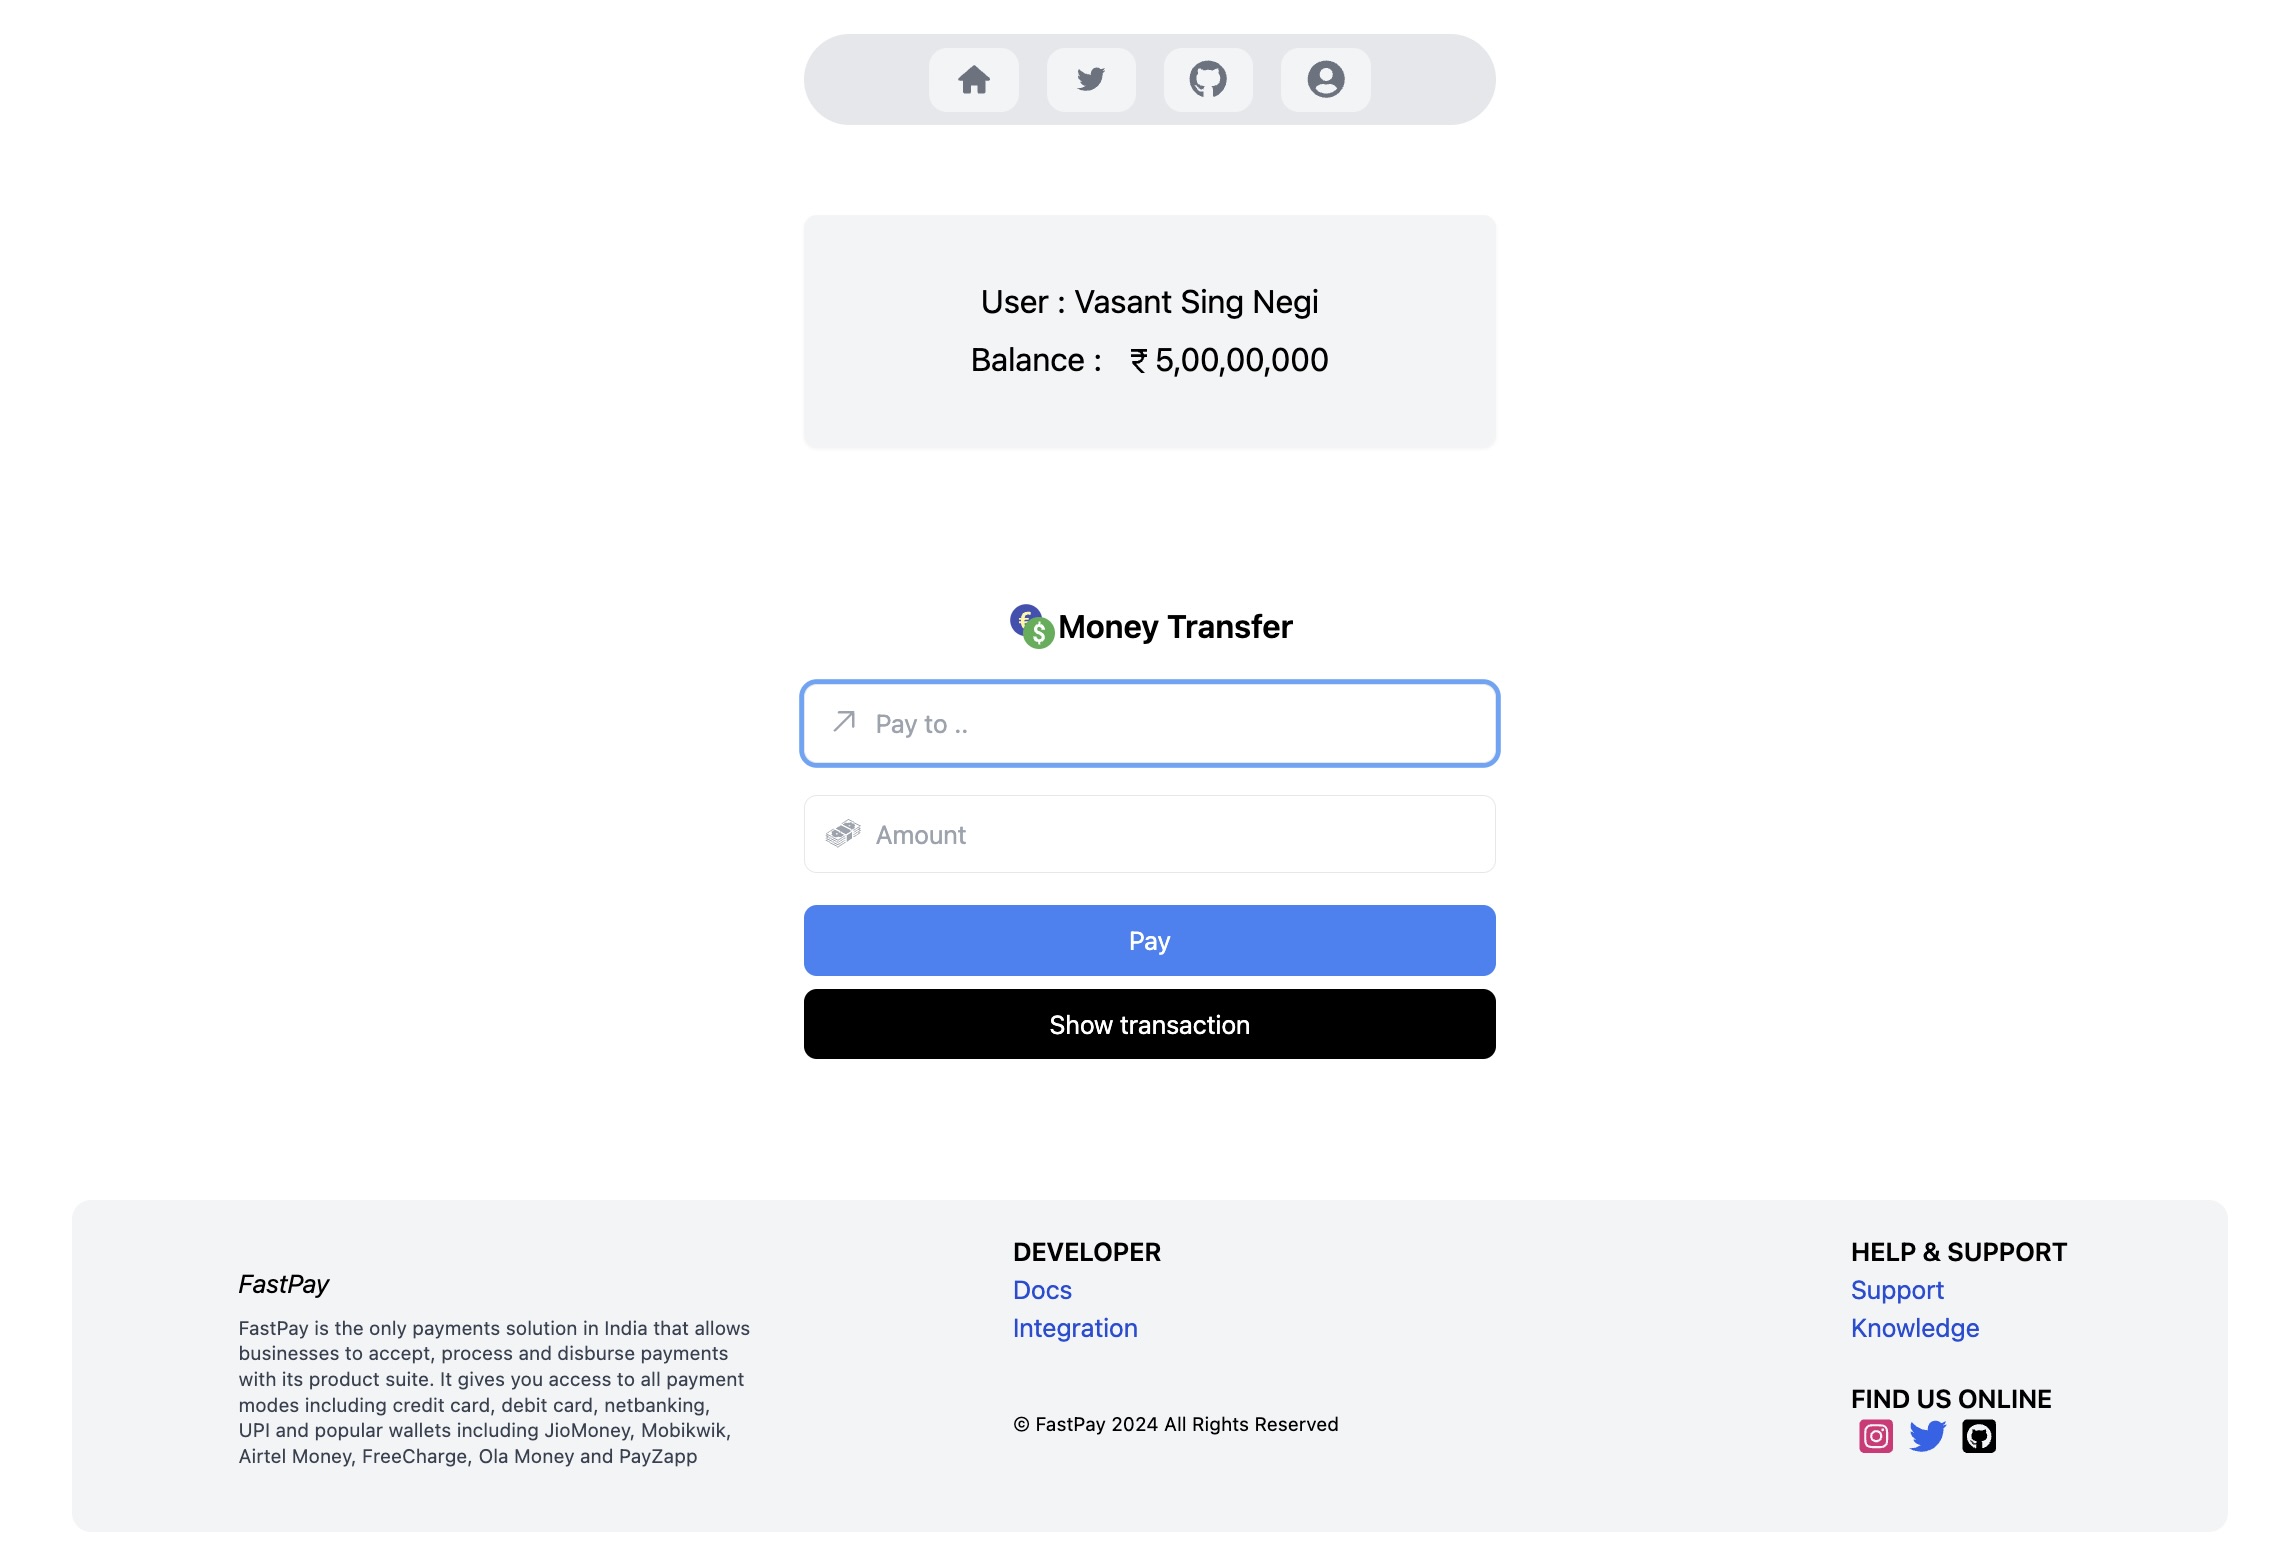 User : Vasant Sing Negi
Balance : ₹ 5,00,00,000
Money Transfer
Pay to ..
Amount
Pay
Show transaction
FastPay
FastPay is the only payments solution in India that allows
businesses to accept, process and disburse payments
with its product suite. It gives you access to all payment
modes including credit card, debit card, netbanking,
UPI and popular wallets including JioMoney, Mobikwik,
Airtel Money, FreeCharge, Ola Money and PayZapp
DEVELOPER
Docs
Integration
© FastPay 2024 All Rights Reserved
HELP & SUPPORT
Support
Knowledge
FIND US ONLINE